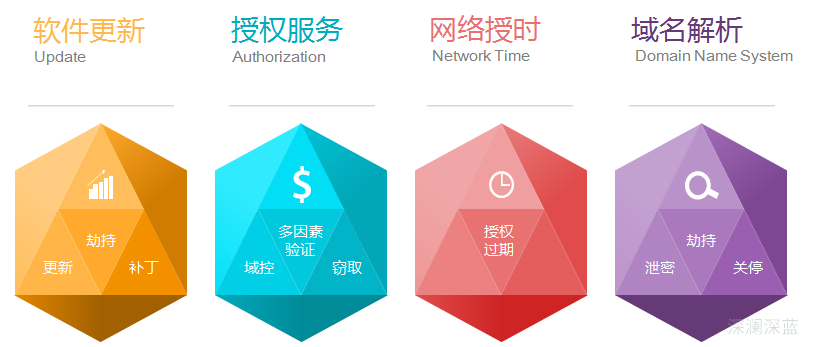 软件更新
Update
授权服务
Authorization
网络授时
Network Time
域名解析
Domain Name System
$
劫持
更新
补丁
多因素
验证
域控
窃取
授权
过期
劫持
泄密
关停
深澜深蓝